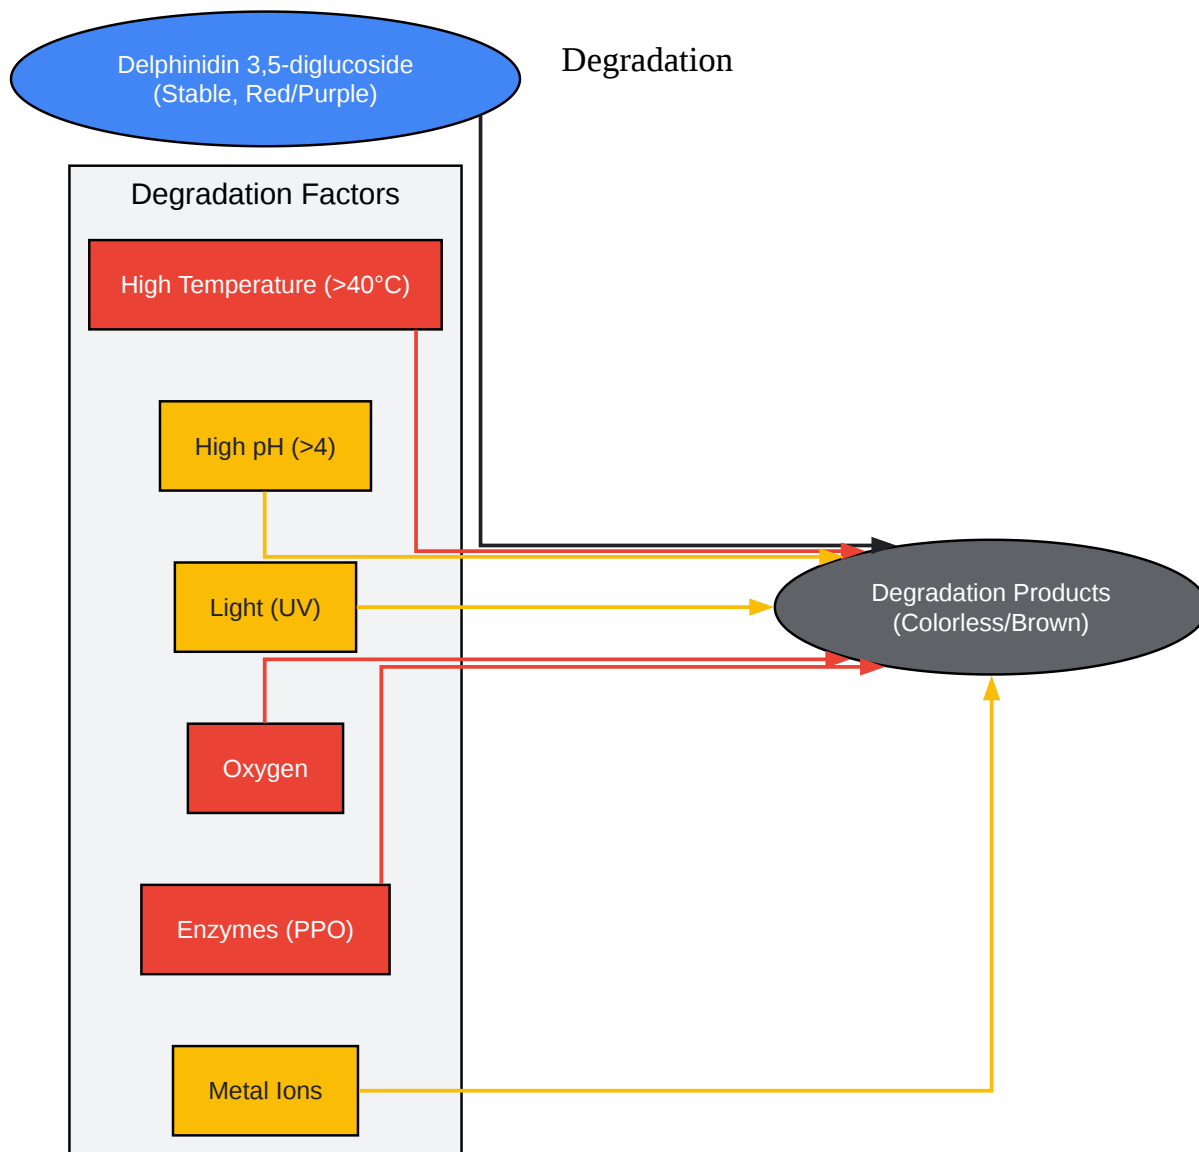 Delphinidin 3,5-diglucoside
(Stable, Red/Purple)
Degradation
Degradation Factors
High Temperature (>40°C)
High pH (>4)
Light (UV)
Degradation Products
(Colorless/Brown)
Oxygen
Enzymes (PPO)
Metal Ions